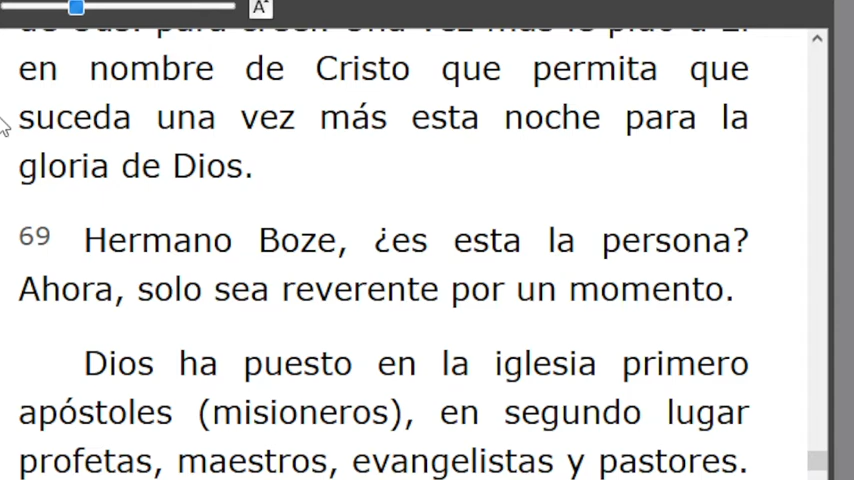 A
en nombre de Cristo que permita que
suceda una vez más esta noche para la
gloria de Dios.
69 Hermano Boze, ¿es esta la persona?
Ahora, solo sea reverente por un momento.
Dios ha puesto en la iglesia primero
apóstoles (misioneros), en segundo lugar
profetas, maestros, evangelistas y pastores.